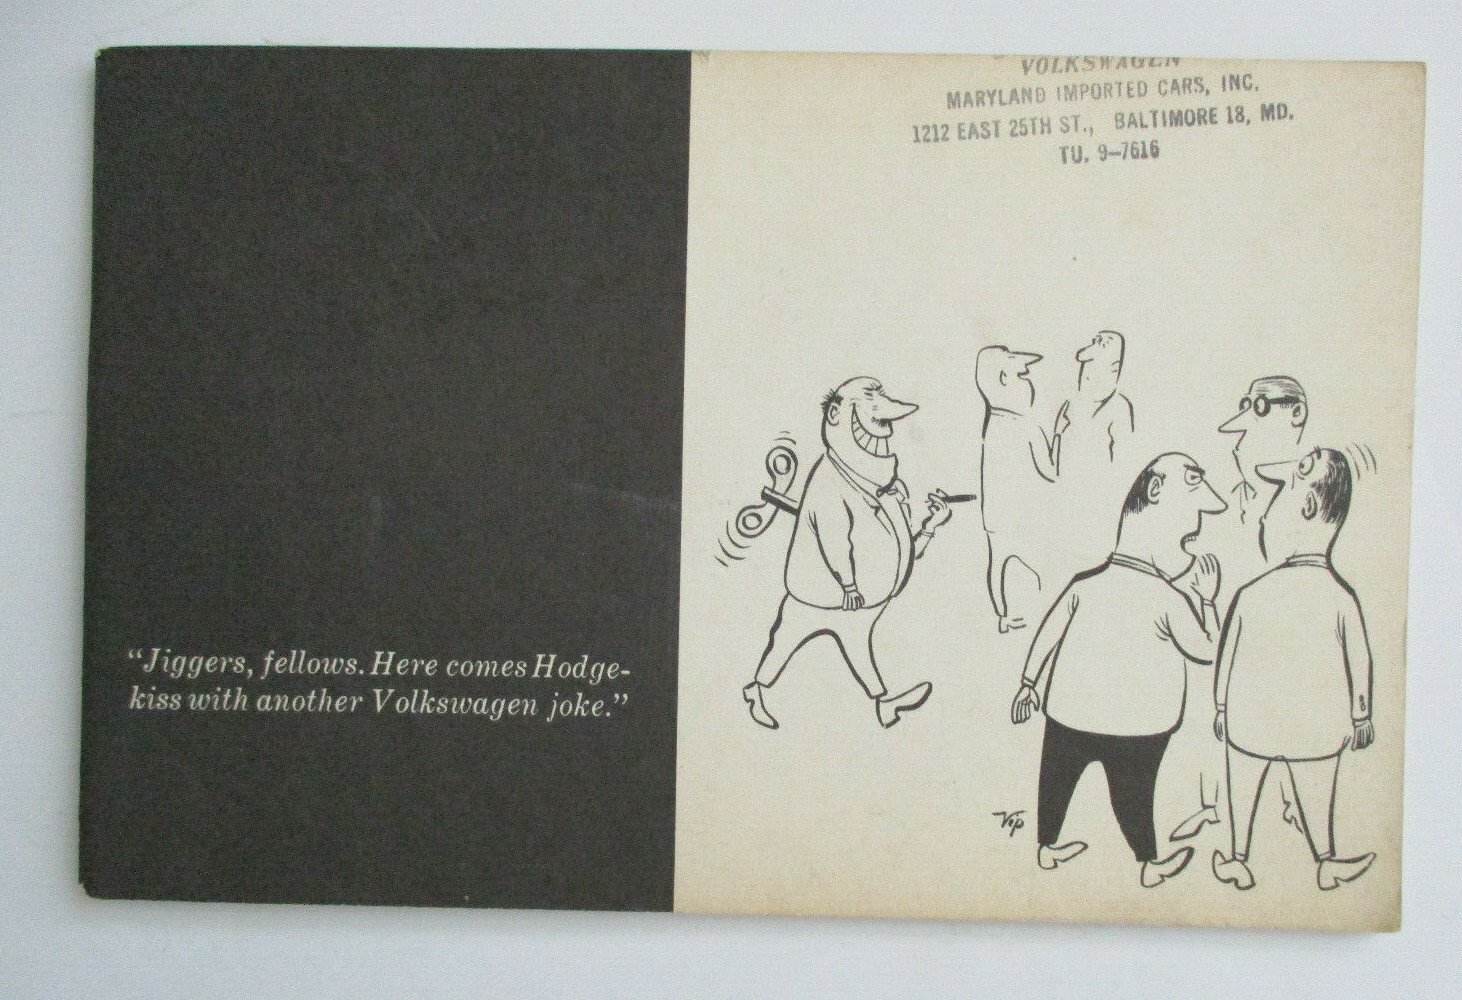 VOLKSWAGEN
MARYLAND IMPORTED CARS, INC.
1212 EAST 25TH ST., BALTIMORE 18, MD.
TU. 9-7616
“Jiggers, fellows. Here comes Hodge-
kiss with another Volkswagen joke.”
Vip